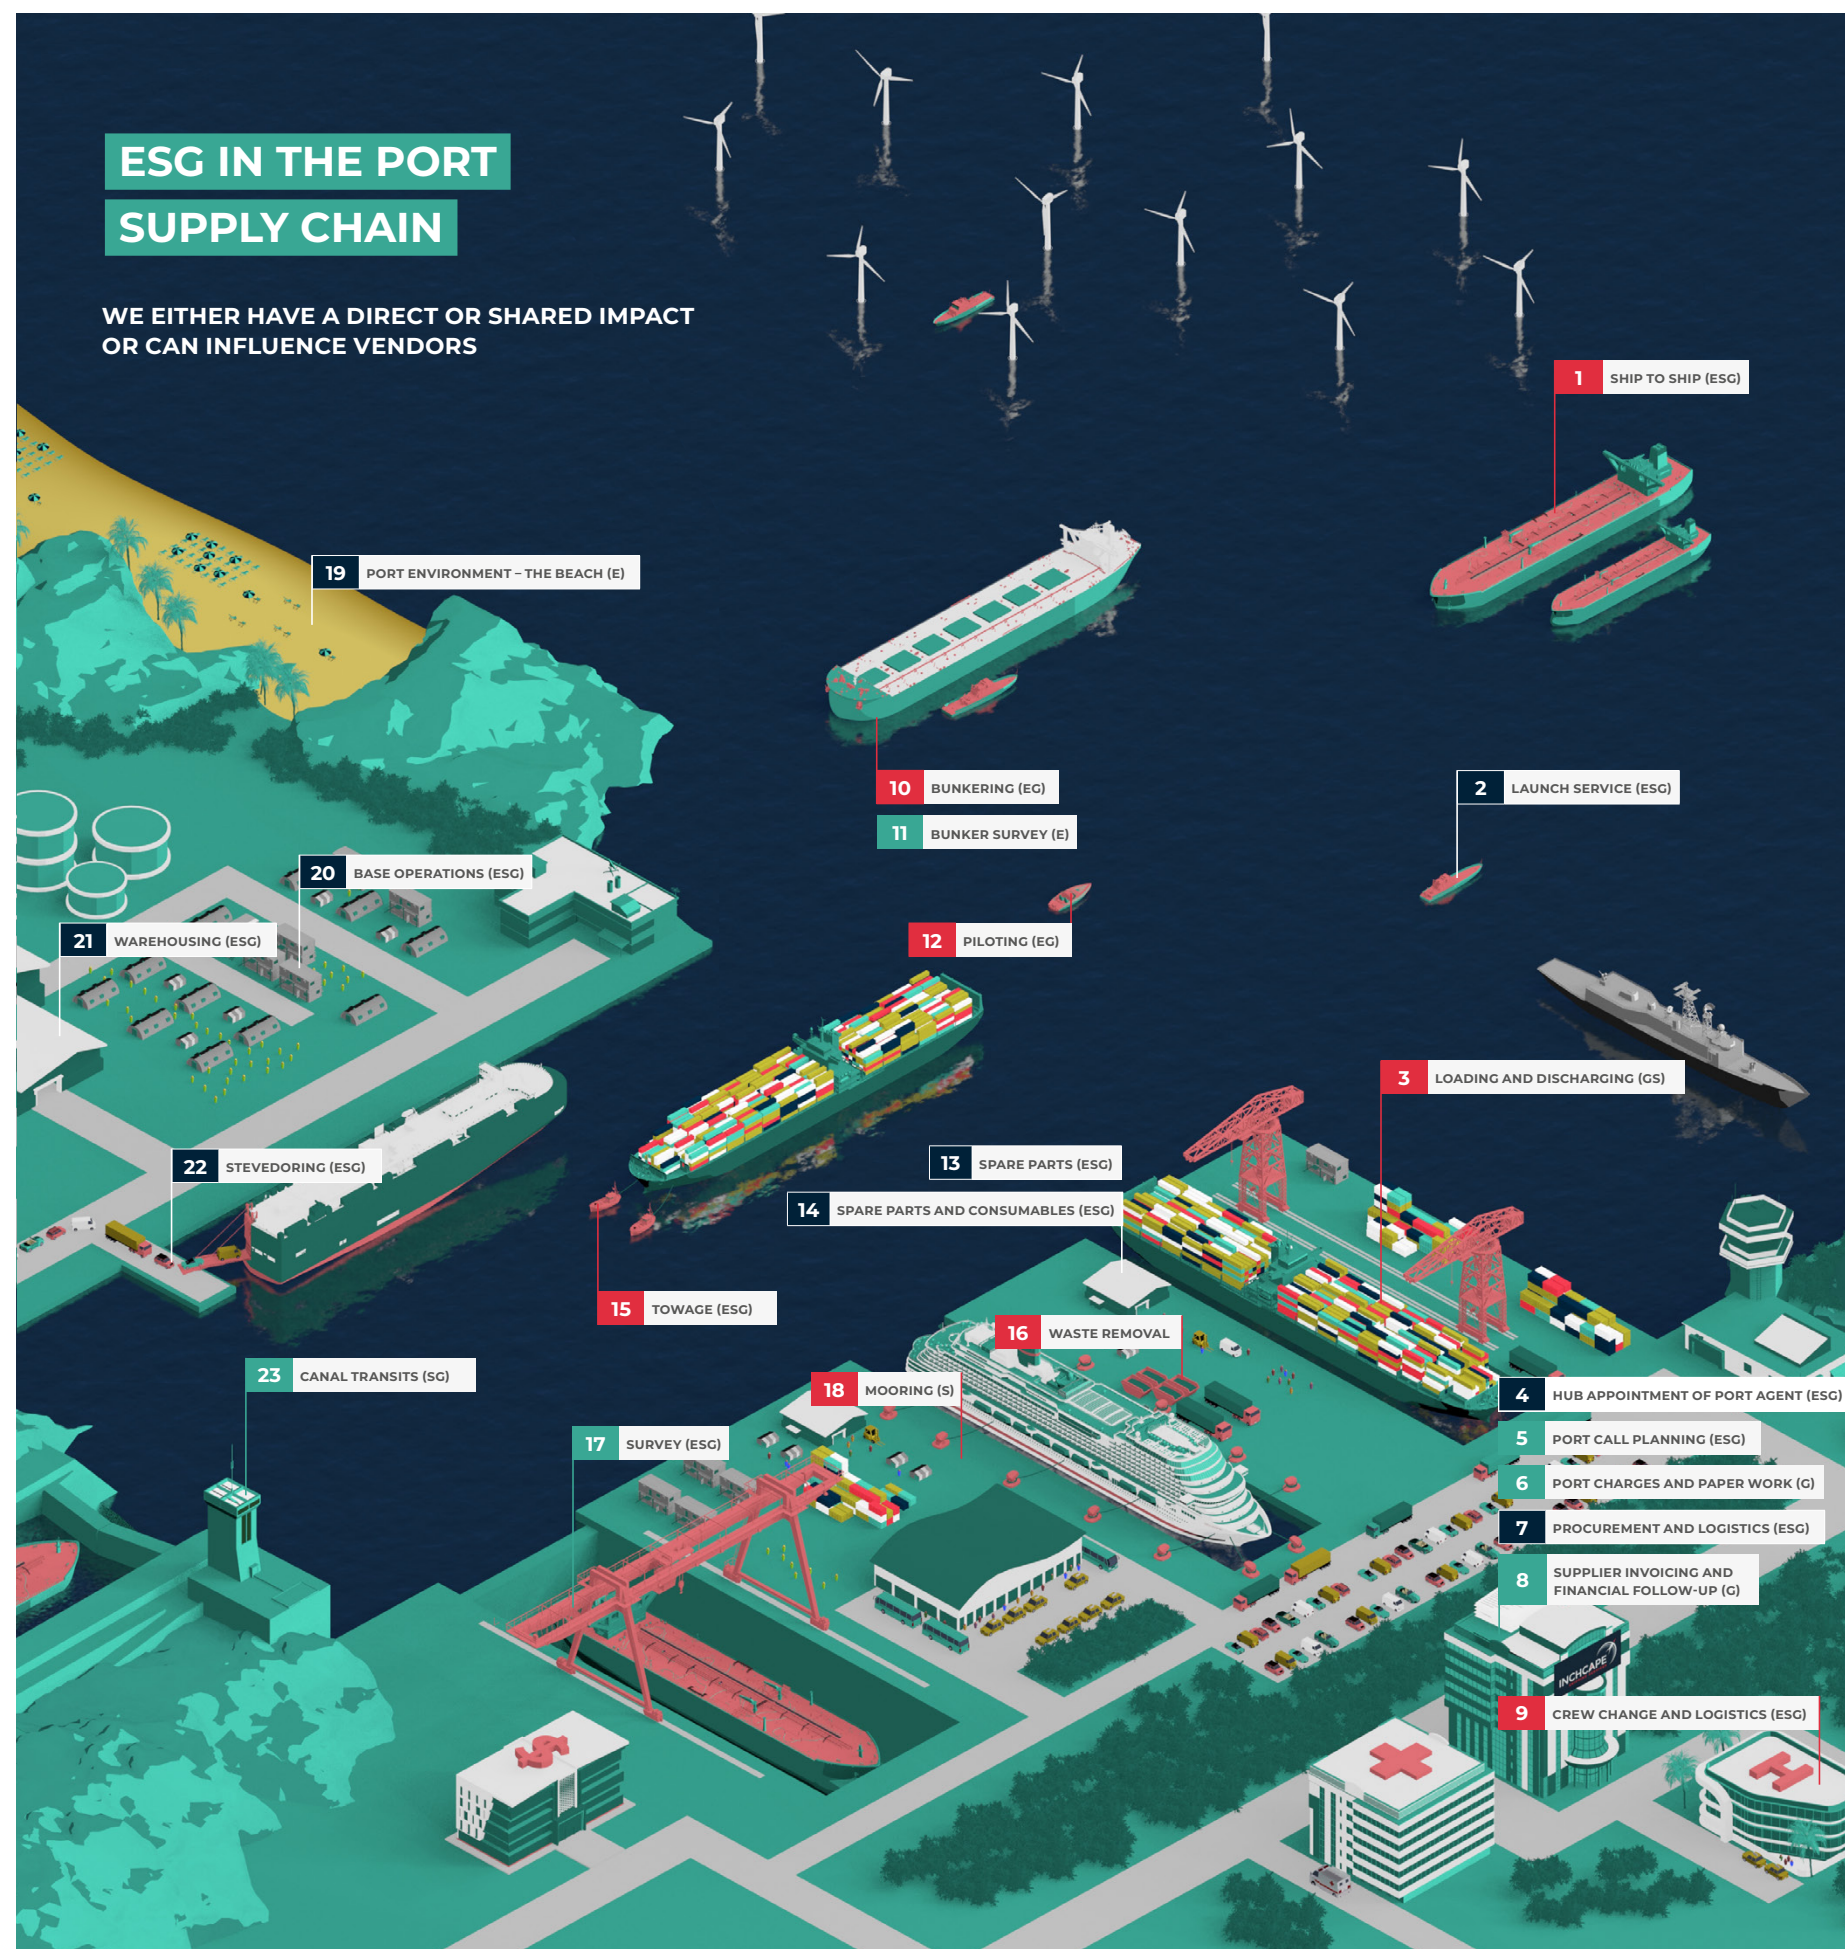 ESG IN THE PORT
SUPPLY CHAIN
WE EITHER HAVE A DIRECT OR SHARED IMPACT
OR CAN INFLUENCE VENDORS
1 SHIP TO SHIP (ESG)
19 PORT ENVIRONMENT – THE BEACH (E)
10 BUNKERING (EG)
2 LAUNCH SERVICE (ESG)
11 BUNKER SURVEY (E)
20 BASE OPERATIONS (ESG)
21 WAREHOUSING (ESG)
12 PILOTING (EG)
3 LOADING AND DISCHARGING (GS)
22 STEVEDORING (ESG)
13 SPARE PARTS (ESG)
14 SPARE PARTS AND CONSUMABLES (ESG)
15 TOWAGE (ESG)
16 WASTE REMOVAL
23 CANAL TRANSITS (SG)
18 MOORING (S)
4 HUB APPOINTMENT OF PORT AGENT (ESG)
17 SURVEY (ESG)
5 PORT CALL PLANNING (ESG)
6 PORT CHARGES AND PAPER WORK (G)
7 PROCUREMENT AND LOGISTICS (ESG)
8 SUPPLIER INVOICING AND
FINANCIAL FOLLOW-UP (G)
INCHCAPE
9 CREW CHANGE AND LOGISTICS (ESG)
$
H